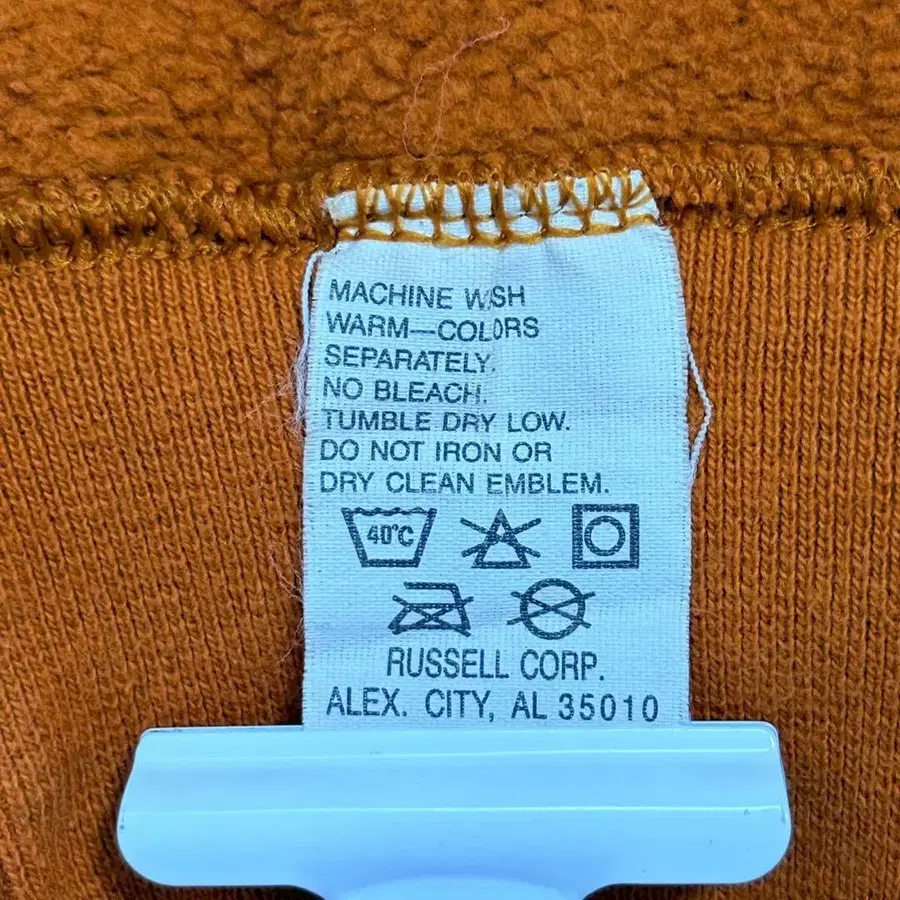 MACHINE WASH
WARM—COLORS
SEPARATELY.
NO BLEACH.
TUMBLE DRY LOW.
DO NOT IRON OR
DRY CLEAN EMBLEM.
40°C
RUSSELL CORP.
ALEX. CITY, AL 35010